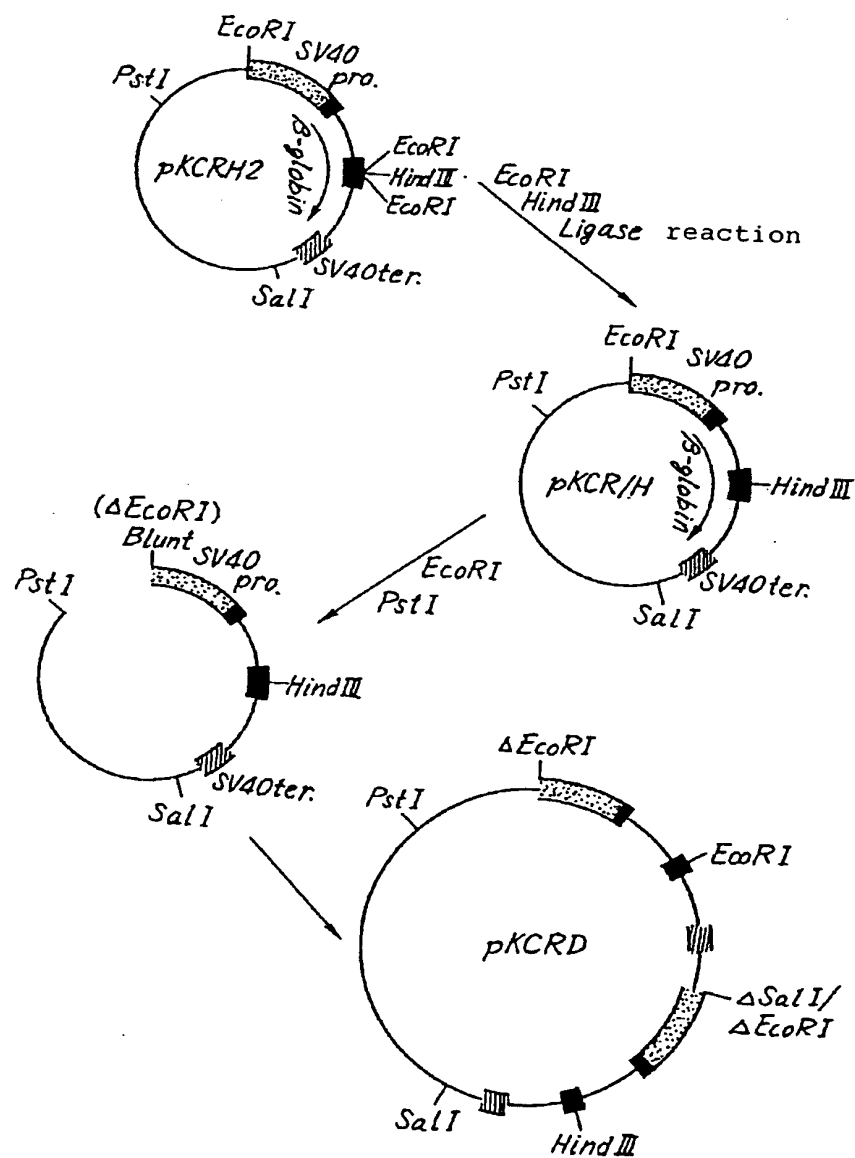 EcoRI
SV40
pro.
PstI
β-globin
pKCRH2
EcoRI
HindIII
EcoRI
SV40ter.
SalI
EcoRI
HindIII
Ligase reaction
EcoRI
SV40
pro.
PstI
β-globin
pKCR/H
HindIII
SV40ter.
SalI
EcoRI
PstI
(ΔEcoRI)
Blunt
SV40
pro.
PstI
HindIII
SV40ter.
SalI
ΔEcoRI
PstI
EcoRI
pKCRD
ΔSalI/
ΔEcoRI
SalI
HindIII